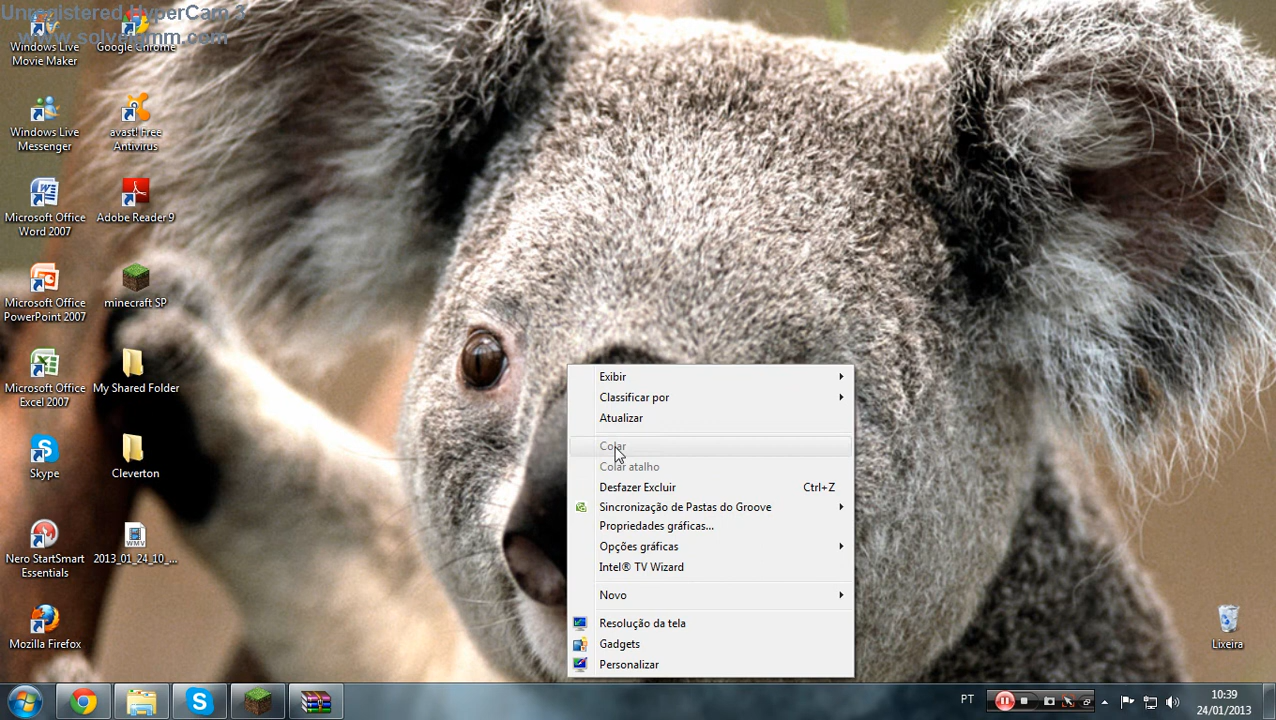 Unregistered HyperCam 3
www.solveigmm.com
Windows Live
Movie Maker
Google Chrome
Windows Live
Messenger
avast! Free
Antivirus
Microsoft Office
Word 2007
Adobe Reader 9
Microsoft Office
PowerPoint 2007
minecraft SP
Microsoft Office
Excel 2007
My Shared Folder
Skype
Cleverton
Nero StartSmart
Essentials
2013_01_24_10_...
WMV
Mozilla Firefox
Exibir
Classificar por
Atualizar
Colar
Colar atalho
Desfazer Excluir Ctrl+Z
Sincronização de Pastas do Groove
Propriedades gráficas...
Opções gráficas
Intel® TV Wizard
Novo
Resolução da tela
Gadgets
Personalizar
Lixeira
PT
10:39
24/01/2013